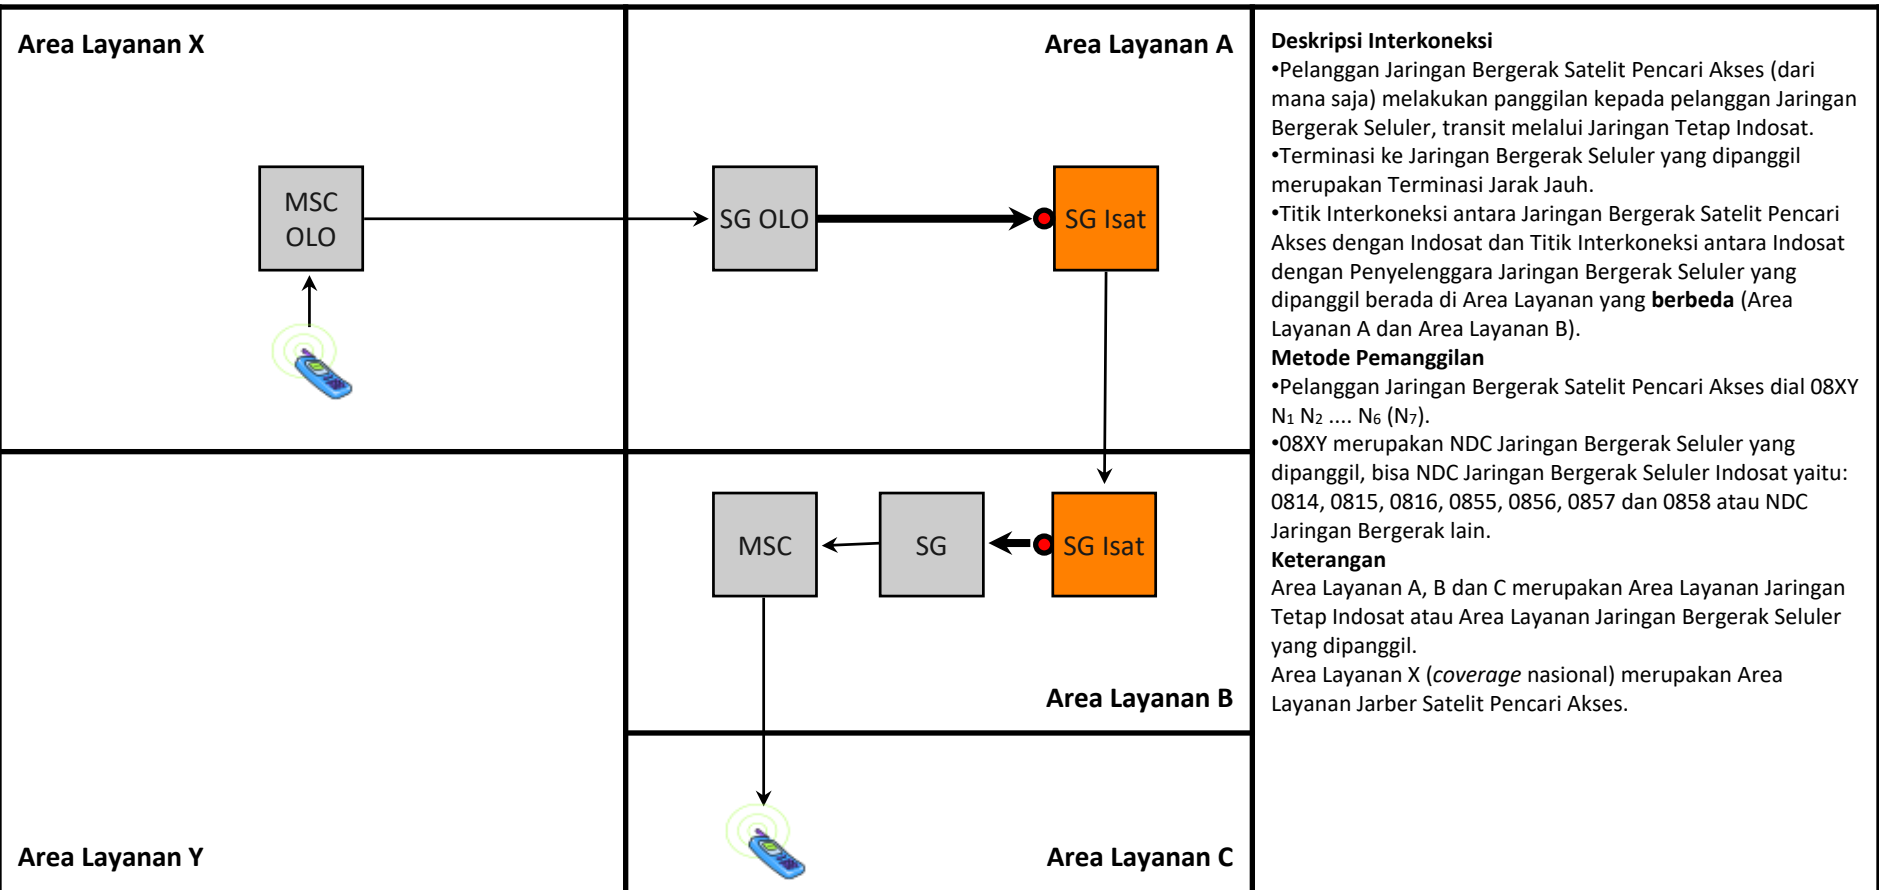 Area Layanan X
Area Layanan A
MSC
OLO
SG OLO
SG Isat
MSC
SG
SG Isat
Area Layanan B
Area Layanan Y
Area Layanan C
Deskripsi Interkoneksi
•Pelanggan Jaringan Bergerak Satelit Pencari Akses (dari
mana saja) melakukan panggilan kepada pelanggan Jaringan
Bergerak Seluler, transit melalui Jaringan Tetap Indosat.
•Terminasi ke Jaringan Bergerak Seluler yang dipanggil
merupakan Terminasi Jarak Jauh.
•Titik Interkoneksi antara Jaringan Bergerak Satelit Pencari
Akses dengan Indosat dan Titik Interkoneksi antara Indosat
dengan Penyelenggara Jaringan Bergerak Seluler yang
dipanggil berada di Area Layanan yang berbeda (Area
Layanan A dan Area Layanan B).
Metode Pemanggilan
•Pelanggan Jaringan Bergerak Satelit Pencari Akses dial 08XY
N₁ N₂ .... N₆ (N₇).
•08XY merupakan NDC Jaringan Bergerak Seluler yang
dipanggil, bisa NDC Jaringan Bergerak Seluler Indosat yaitu:
0814, 0815, 0816, 0855, 0856, 0857 dan 0858 atau NDC
Jaringan Bergerak lain.
Keterangan
Area Layanan A, B dan C merupakan Area Layanan Jaringan
Tetap Indosat atau Area Layanan Jaringan Bergerak Seluler
yang dipanggil.
Area Layanan X (coverage nasional) merupakan Area
Layanan Jarber Satelit Pencari Akses.